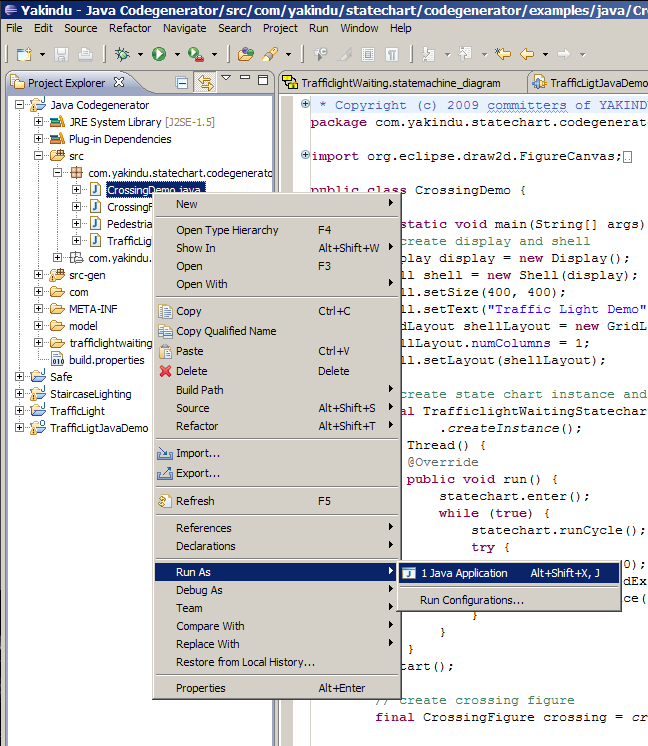 Yakindu - Java Codegenerator/src/com/yakindu/statechart/codegenerator/examples/java/Cro
File Edit Source Refactor Navigate Search Project Run Window Help
Project Explorer
TrafficlightWaiting.statemachine_diagram
TrafficLigtJavaDemo
Java Codegenerator
JRE System Library [J2SE-1.5]
Plug-in Dependencies
src
com.yakindu.statechart.codegenerator
CrossingDemo.java
CrossingF
Pedestria
TrafficLig
com.yakindu.
src-gen
com
META-INF
model
trafficlightwaiting
build.properties
Safe
StaircaseLighting
TrafficLight
TrafficLigtJavaDemo
New
Open Type Hierarchy F4
Show In Alt+Shift+W
Open F3
Open With
Copy Ctrl+C
Copy Qualified Name
Paste Ctrl+V
Delete Delete
Build Path
Source Alt+Shift+S
Refactor Alt+Shift+T
Import...
Export...
Refresh F5
References
Declarations
Run As
Debug As
Team
Compare With
Replace With
Restore from Local History...
Properties Alt+Enter
1 Java Application Alt+Shift+X, J
Run Configurations...
* Copyright (c) 2009 committers of YAKIND
package com.yakindu.statechart.codegenerat
import org.eclipse.draw2d.FigureCanvas;
public class CrossingDemo {
static void main(String[] args)
create display and shell
play display = new Display();
ll shell = new Shell(display);
ll.setSize(400, 400);
ll.setText("Traffic Light Demo"
dLayout shellLayout = new GridL
llLayout.numColumns = 1;
ll.setLayout(shellLayout);
create state chart instance and
al TrafficlightWaitingStatechar
.createInstance();
Thread() {
@Override
public void run() {
statechart.enter();
while (true) {
statechart.runCycle();
try {
0);
dEx
ce(
}
}
}
tart();
// create crossing figure
final CrossingFigure crossing = cr